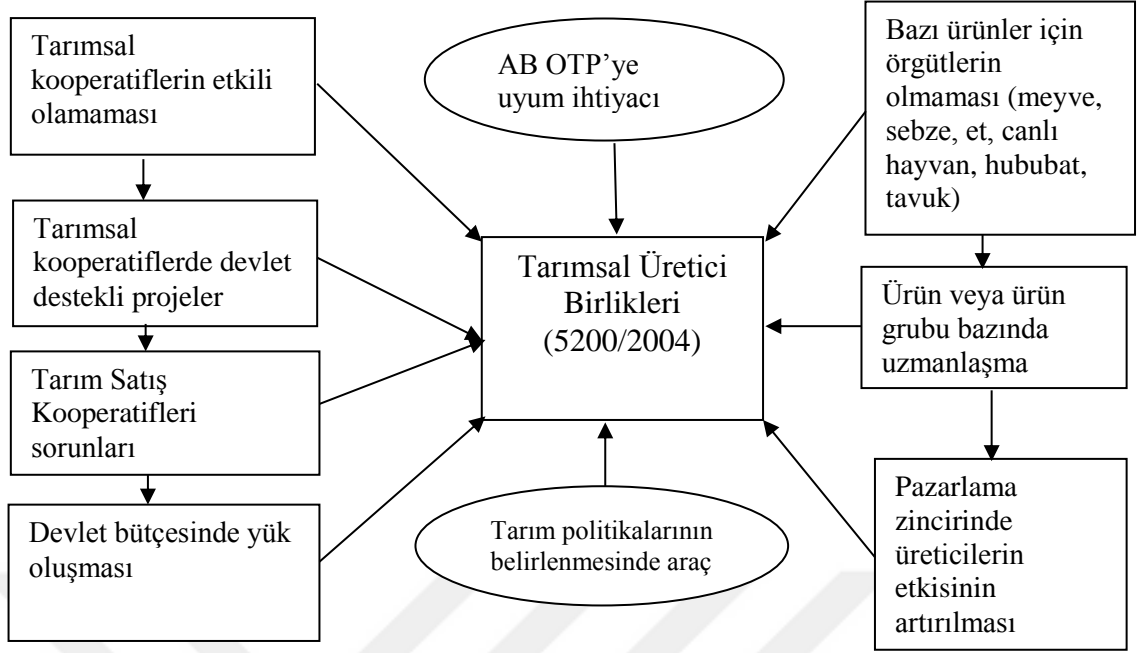 Tarımsal
kooperatiflerin etkili
olamaması
Tarımsal
kooperatiflerde devlet
destekli projeler
Tarım Satış
Kooperatifleri
sorunları
Devlet bütçesinde yük
oluşması
AB OTP’ye
uyum ihtiyacı
Tarımsal Üretici
Birlikleri
(5200/2004)
Tarım politikalarının
belirlenmesinde araç
Bazı ürünler için
örgütlerin
olmaması (meyve,
sebze, et, canlı
hayvan, hububat,
tavuk)
Ürün veya ürün
grubu bazında
uzmanlaşma
Pazarlama
zincirinde
üreticilerin
etkisinin
artırılması